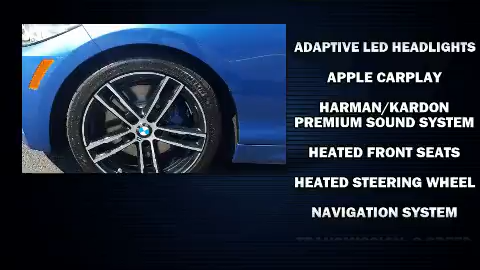 ADAPTIVE LED HEADLIGHTS
APPLE CARPLAY
HARMAN/KARDON
PREMIUM SOUND SYSTEM
HEATED FRONT SEATS
HEATED STEERING WHEEL
NAVIGATION SYSTEM